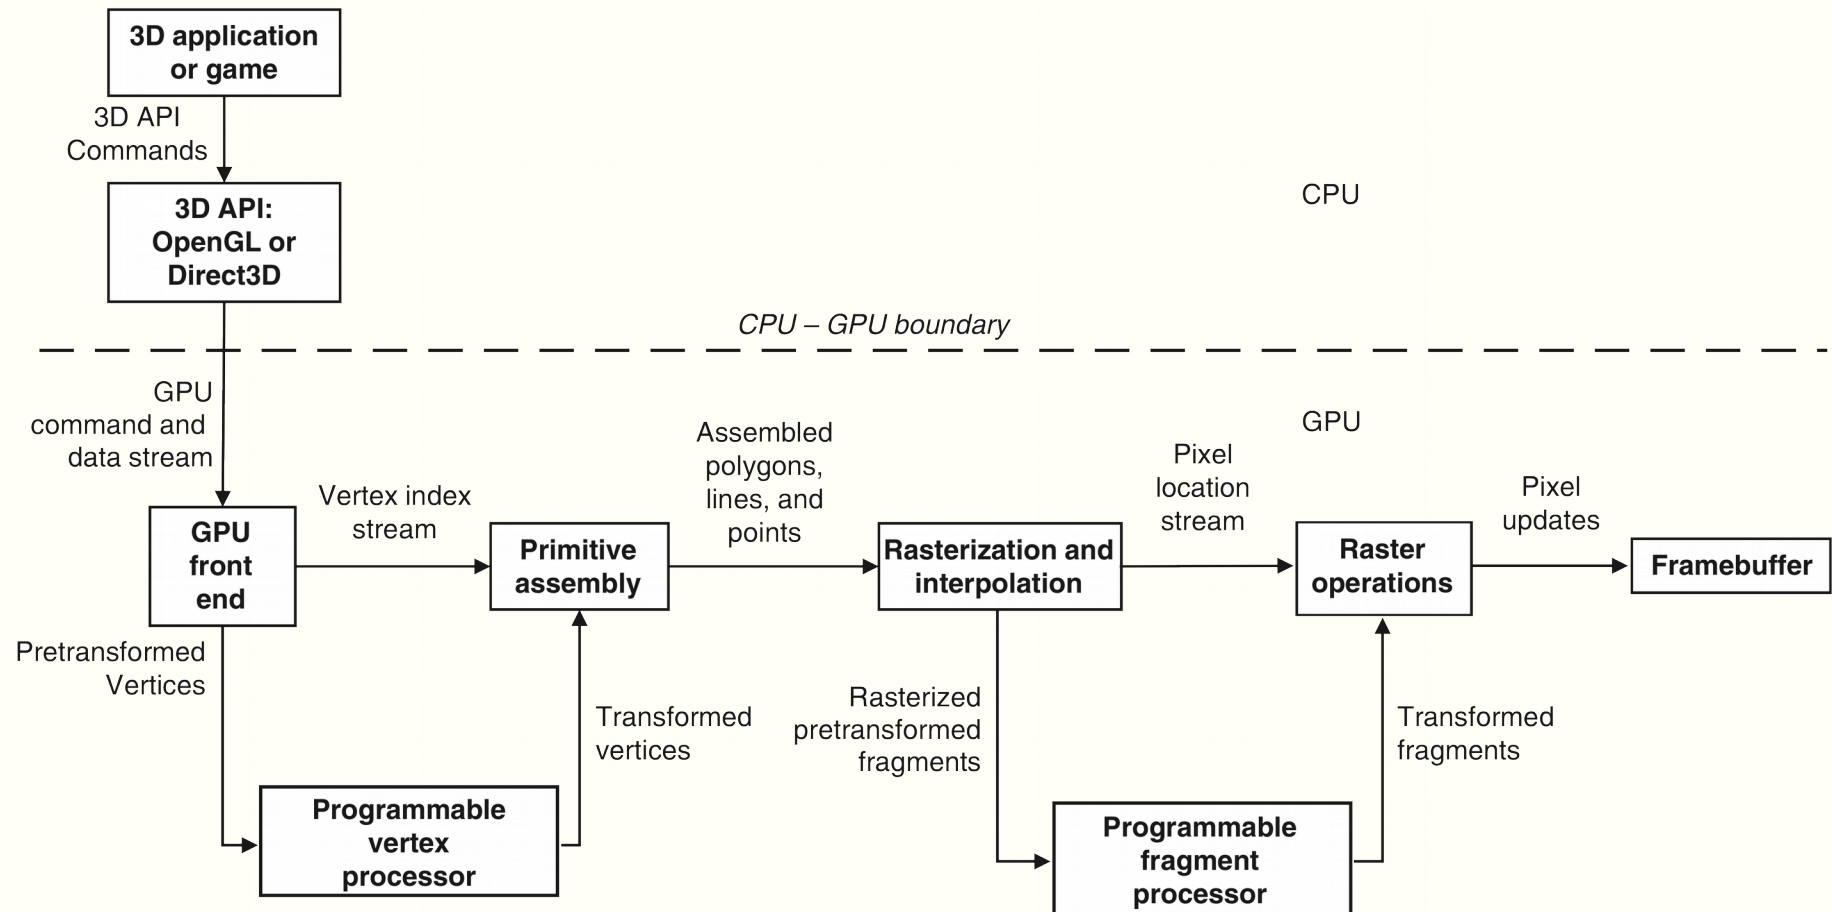 3D application
or game
3D API
Commands
3D API:
OpenGL or
Direct3D
CPU
CPU – GPU boundary
GPU
command and
data stream
GPU
Vertex index
stream
Assembled
polygons,
lines, and
points
Pixel
location
stream
Pixel
updates
GPU
front
end
Primitive
assembly
Rasterization and
interpolation
Raster
operations
Framebuffer
Pretransformed
Vertices
Transformed
vertices
Rasterized
pretransformed
fragments
Transformed
fragments
Programmable
vertex
processor
Programmable
fragment
processor